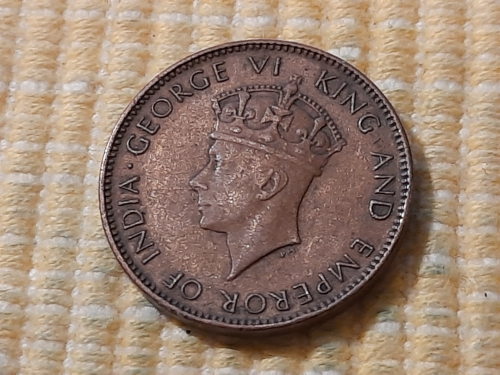 GEORGE VI KING AND EMPEROR OF INDIA